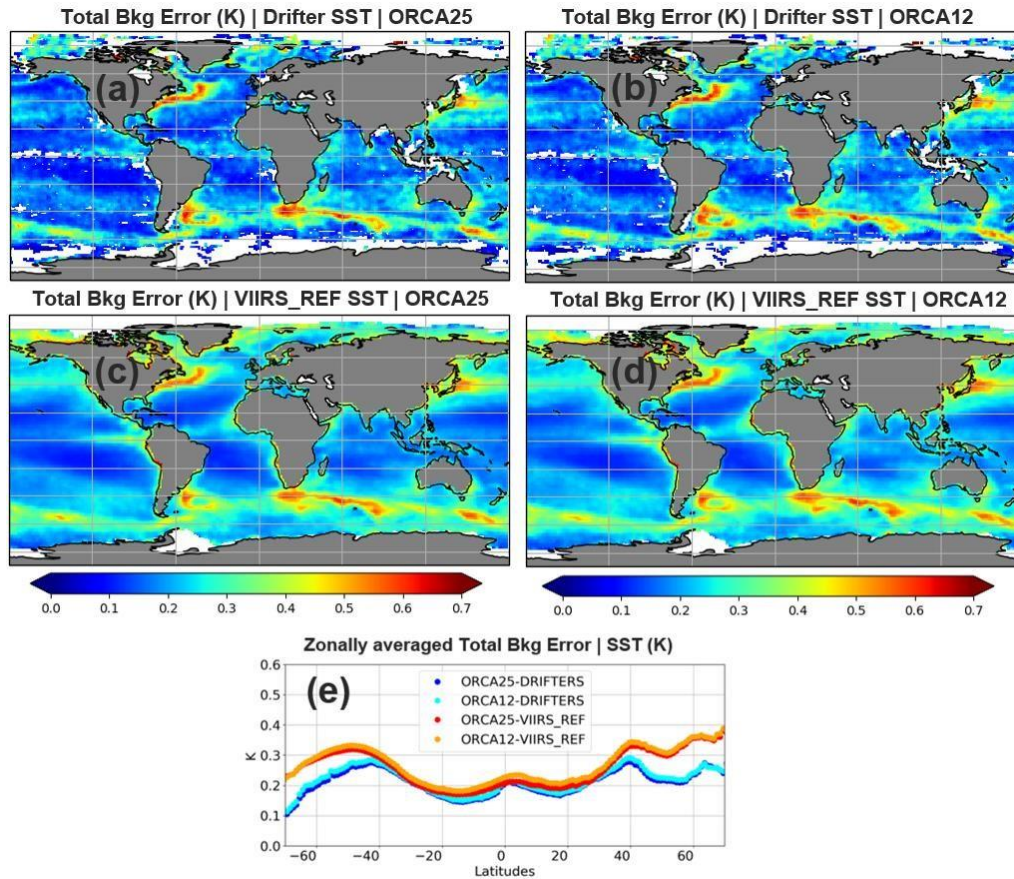 Total Bkg Error (K) | Drifter SST | ORCA25
Total Bkg Error (K) | Drifter SST | ORCA12
(a)
(b)
Total Bkg Error (K) | VIIRS_REF SST | ORCA25
Total Bkg Error (K) | VIIRS_REF SST | ORCA12
(c)
(d)
0.0 0.1 0.2 0.3 0.4 0.5 0.6 0.7
0.0 0.1 0.2 0.3 0.4 0.5 0.6 0.7
Zonally averaged Total Bkg Error | SST (K)
(e)
ORCA25-DRIFTERS
ORCA12-DRIFTERS
ORCA25-VIIRS_REF
ORCA12-VIIRS_REF
0.6
0.5
0.4
0.3
0.2
0.1
0.0
K
−60 −40 −20 0 20 40 60
Latitudes